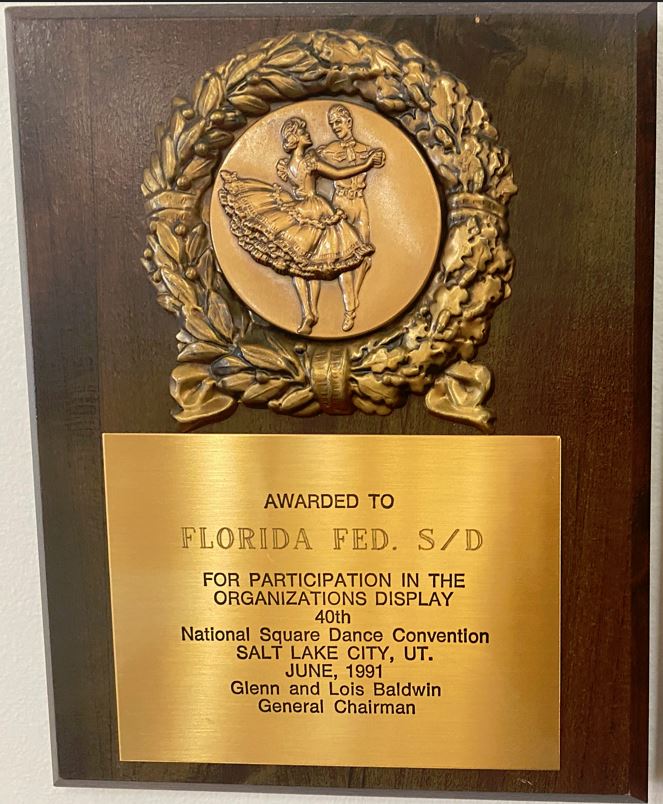 AWARDED TO
FLORIDA FED. S/D
FOR PARTICIPATION IN THE
ORGANIZATIONS DISPLAY
40th
National Square Dance Convention
SALT LAKE CITY, UT.
JUNE, 1991
Glenn and Lois Baldwin
General Chairman